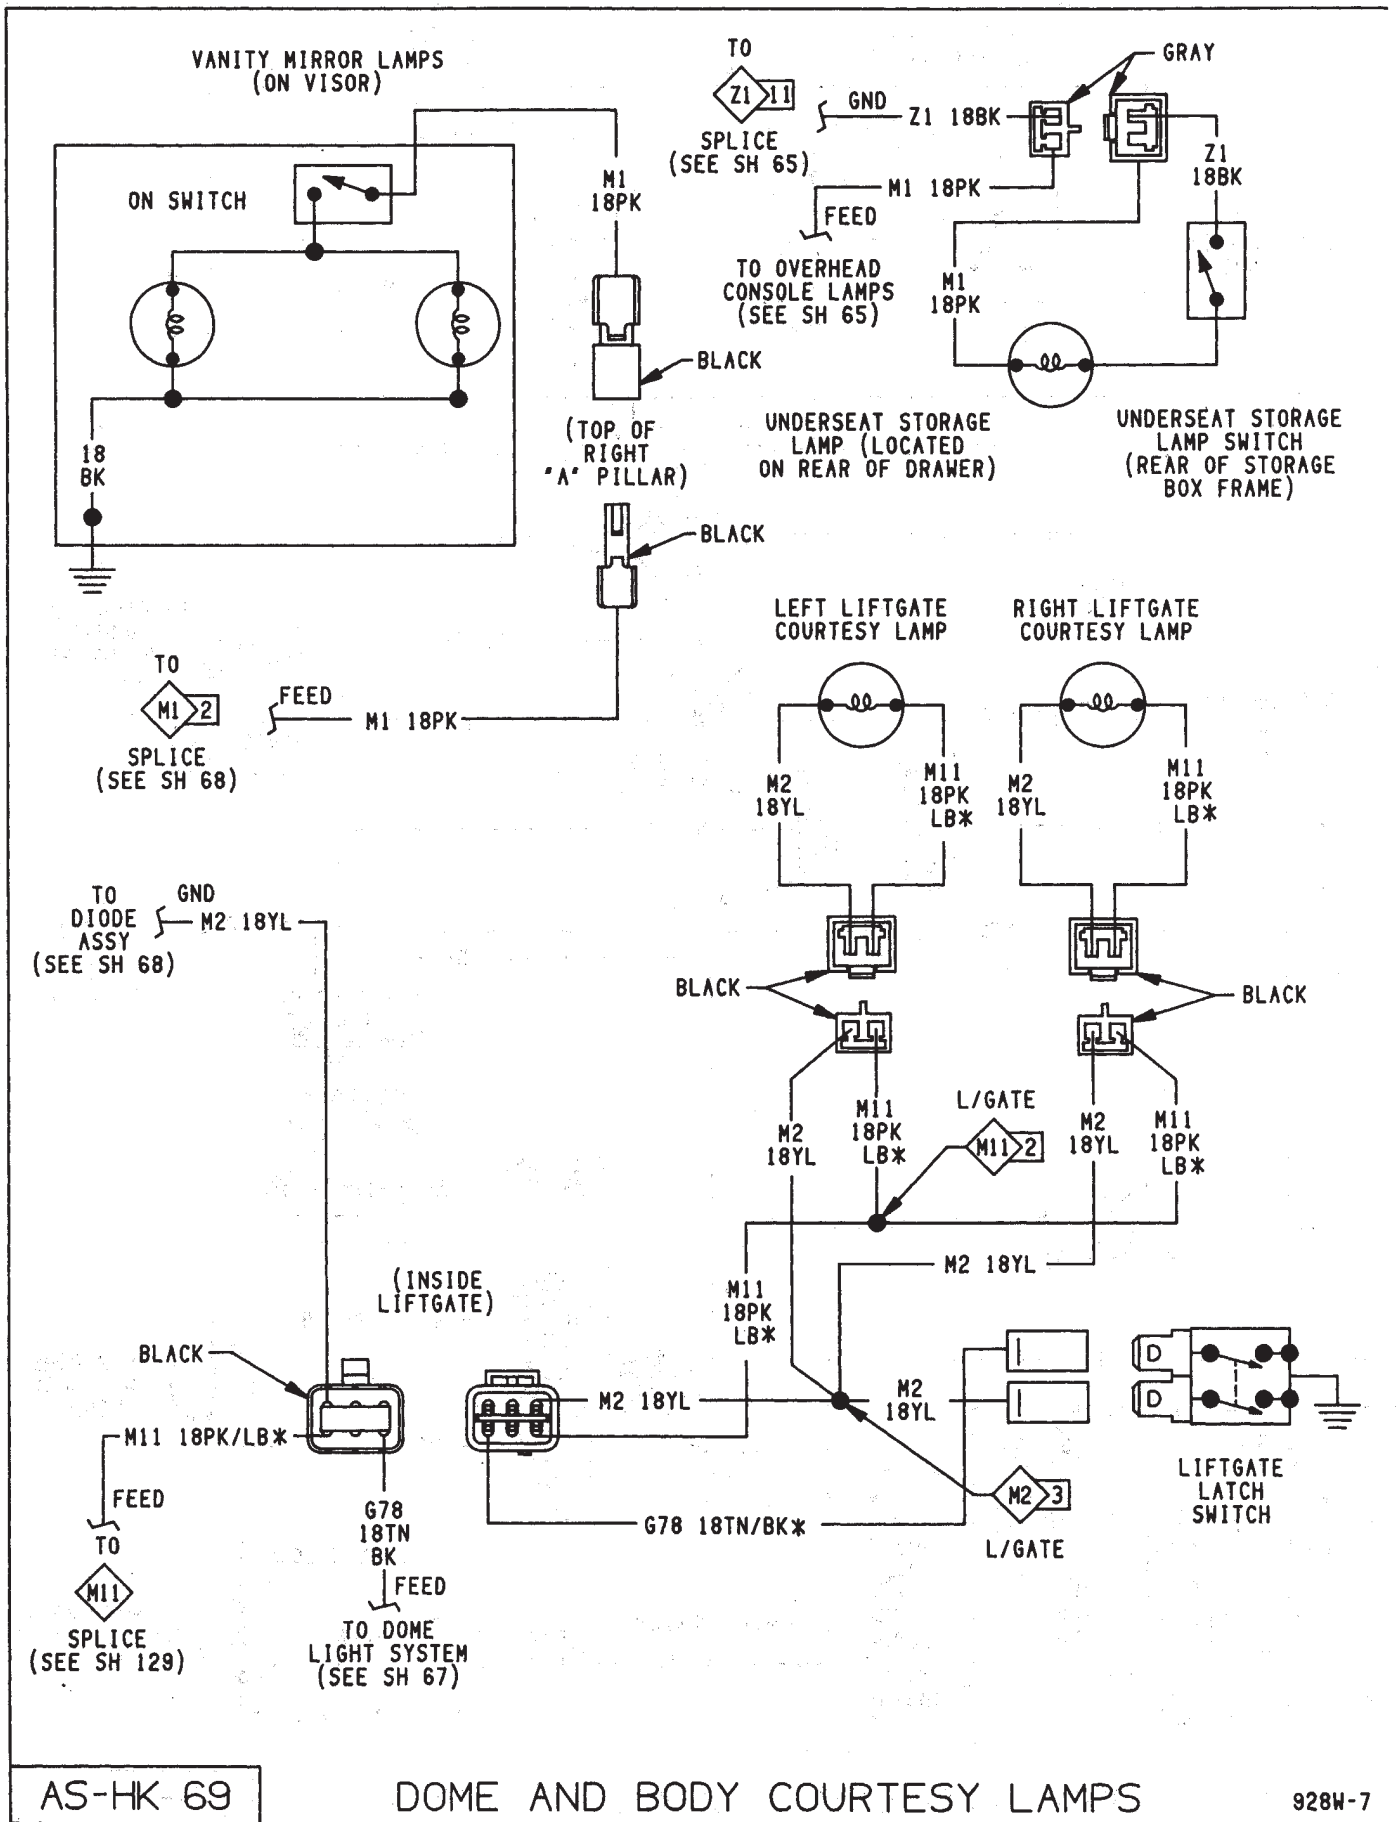 VANITY MIRROR LAMPS
(ON VISOR)
ON SWITCH
18
BK
M1
18PK
BLACK
(TOP OF
RIGHT
"A" PILLAR)
BLACK
TO
M1 2
SPLICE
(SEE SH 68)
FEED
M1 18PK
TO
Z1 11
SPLICE
(SEE SH 65)
GND
Z1 18BK
GRAY
M1 18PK
FEED
TO OVERHEAD
CONSOLE LAMPS
(SEE SH 65)
Z1
18BK
M1
18PK
UNDERSEAT STORAGE
LAMP (LOCATED
ON REAR OF DRAWER)
UNDERSEAT STORAGE
LAMP SWITCH
(REAR OF STORAGE
BOX FRAME)
LEFT LIFTGATE
COURTESY LAMP
RIGHT LIFTGATE
COURTESY LAMP
M2
18YL
M11
18PK
LB*
M2
18YL
M11
18PK
LB*
BLACK
BLACK
TO
DIODE
ASSY
(SEE SH 68)
GND
M2 18YL
M2
18YL
M11
18PK
LB*
L/GATE
M11 2
M2
18YL
M11
18PK
LB*
M2 18YL
M11
18PK
LB*
(INSIDE
LIFTGATE)
BLACK
M11 18PK/LB*
FEED
TO
M11
SPLICE
(SEE SH 129)
G78
18TN
BK
FEED
TO DOME
LIGHT SYSTEM
(SEE SH 67)
M2 18YL
M2
18YL
G78 18TN/BK*
M2 3
L/GATE
D
D
LIFTGATE
LATCH
SWITCH
AS-HK 69
DOME AND BODY COURTESY LAMPS
928W-7